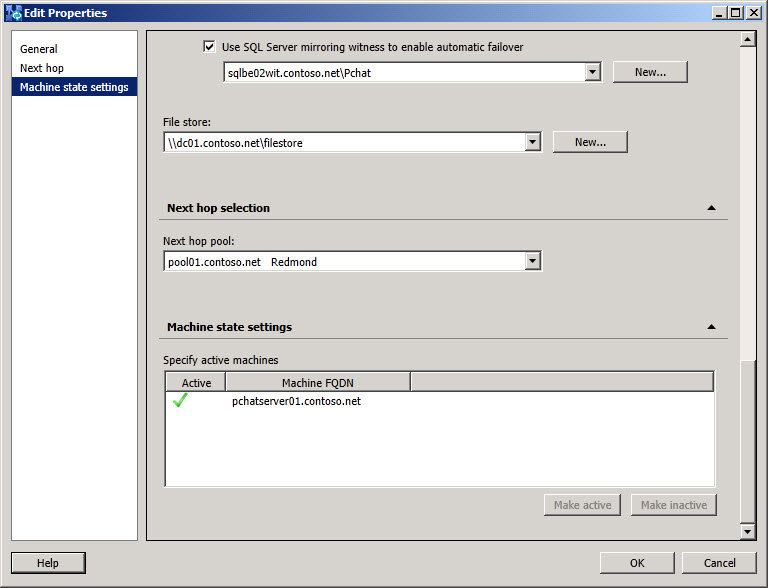 Edit Properties
General
Next hop
Machine state settings
Use SQL Server mirroring witness to enable automatic failover
sqlbe02wit.contoso.net\Pchat
New...
File store:
\\dc01.contoso.net\filestore
New...
Next hop selection
Next hop pool:
pool01.contoso.net Redmond
Machine state settings
Specify active machines
Active Machine FQDN
pchatserver01.contoso.net
Make active Make inactive
Help OK Cancel